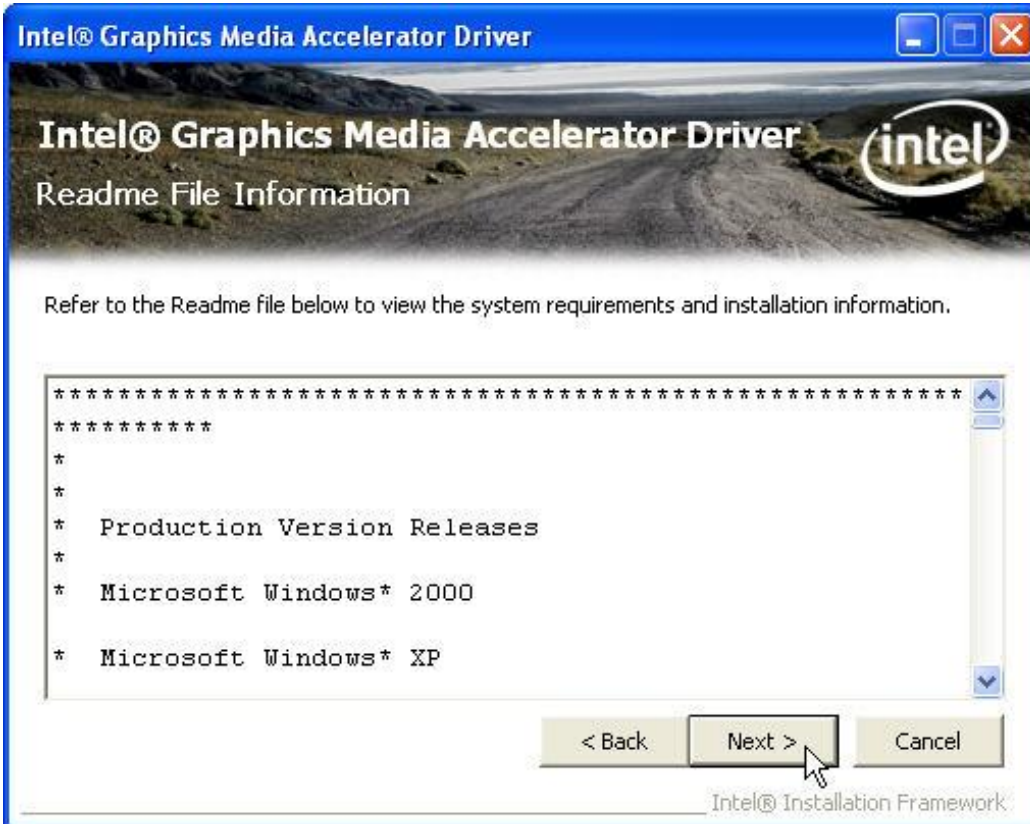 Intel® Graphics Media Accelerator Driver
Intel® Graphics Media Accelerator Driver
intel
Readme File Information
Refer to the Readme file below to view the system requirements and installation information.
********************************************************
**********
*
*
* Production Version Releases
*
* Microsoft Windows* 2000
* Microsoft Windows* XP
< Back Next > Cancel
Intel® Installation Framework